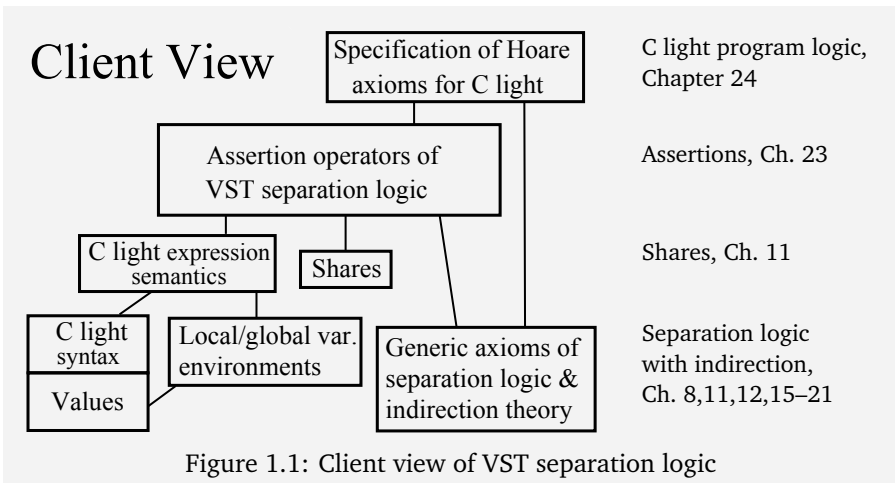 Client View
Specification of Hoare
axioms for C light
C light program logic,
Chapter 24
Assertion operators of
VST separation logic
Assertions, Ch. 23
C light expression
semantics
Shares
Shares, Ch. 11
C light
syntax
Values
Local/global var.
environments
Generic axioms of
separation logic &
indirection theory
Separation logic
with indirection,
Ch. 8,11,12,15–21
Figure 1.1: Client view of VST separation logic